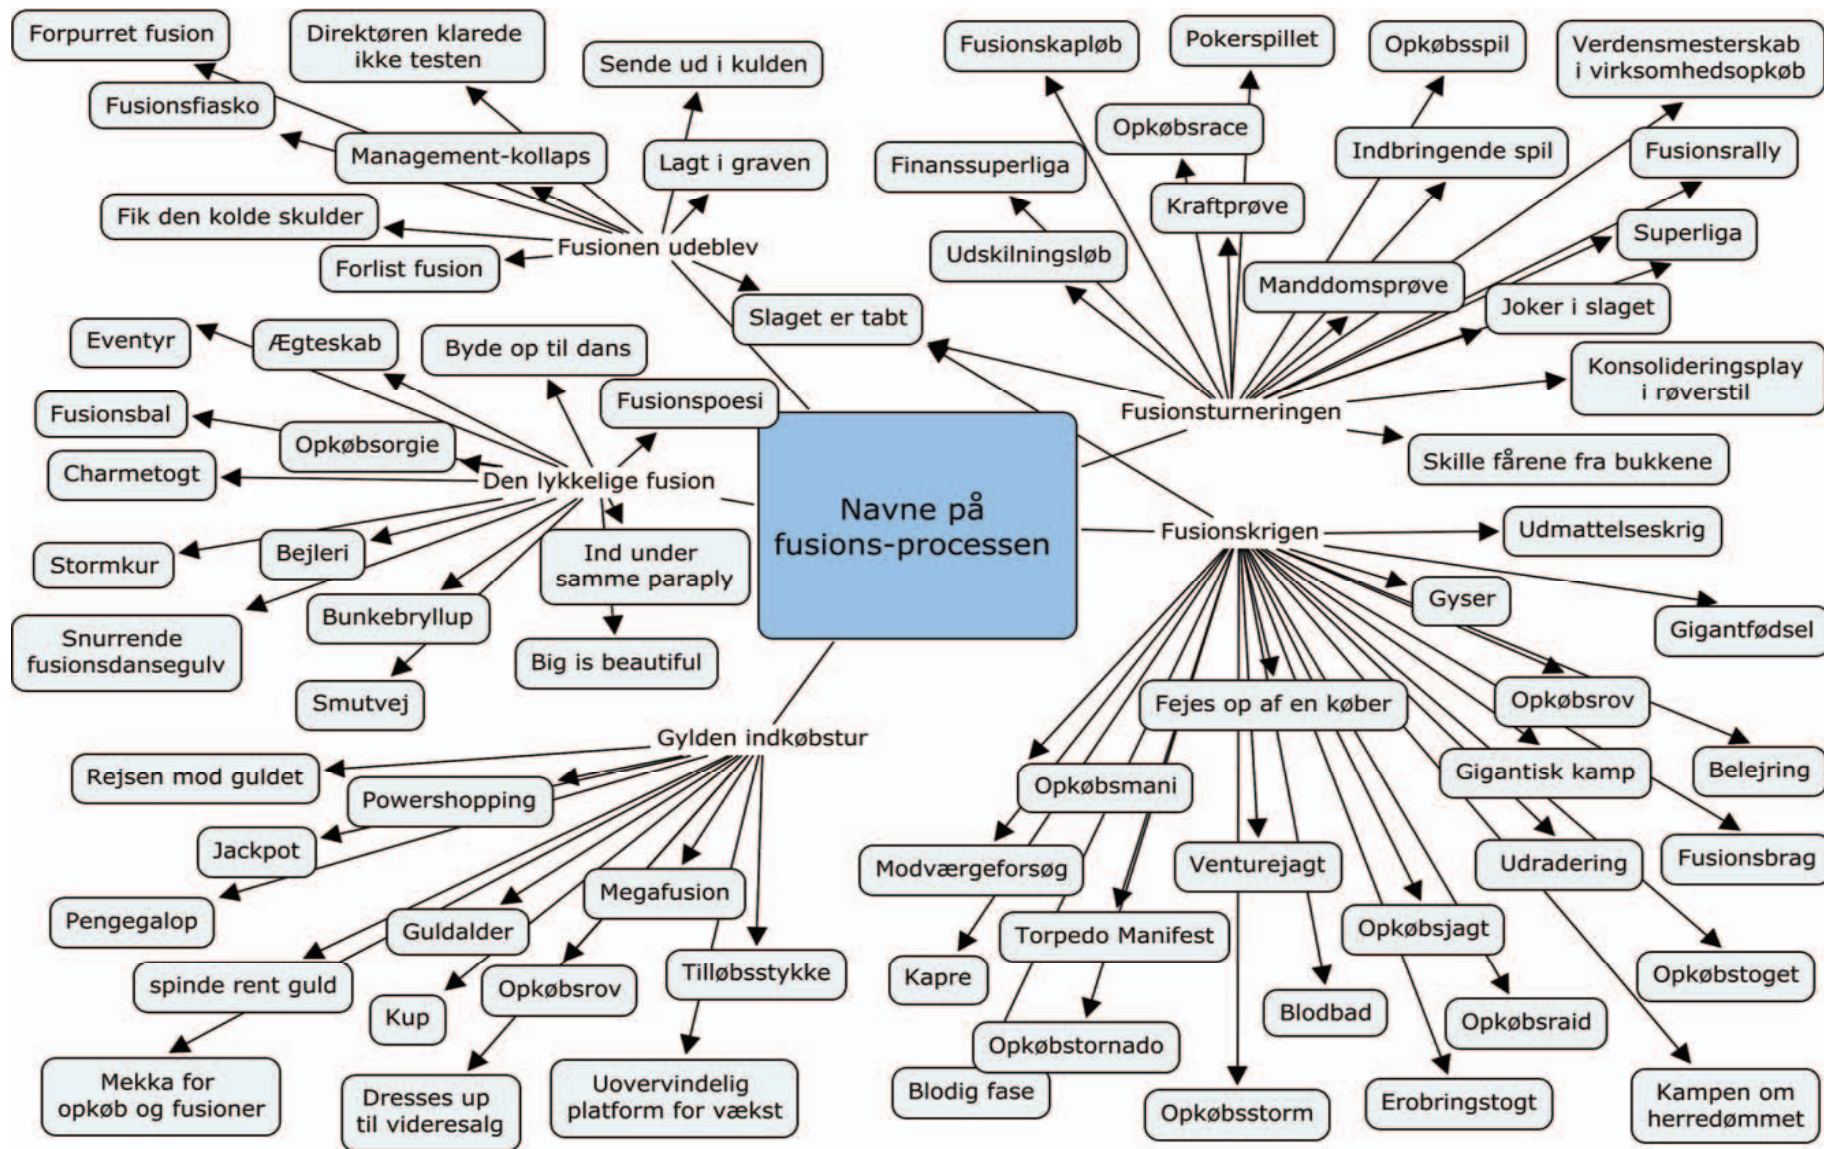 Forpurret fusion
Direktøren klarede
ikke testen
Sende ud i kulden
Fusionsfiasko
Management-kollaps
Lagt i graven
Fik den kolde skulder
Fusionen udeblev
Forlist fusion
Slaget er tabt
Fusionskapløb
Pokerspillet
Opkøbsspil
Verdensmesterskab
i virksomhedsopkøb
Opkøbsrace
Indbringende spil
Fusionsrally
Finanssuperliga
Kraftprøve
Superliga
Udskilningsløb
Manddomsprøve
Joker i slaget
Konsolideringsplay
i røverstil
Fusionsturneringen
Skille fårene fra bukkene
Eventyr
Ægteskab
Byde op til dans
Fusionspoesi
Fusionsbal
Opkøbsorgie
Charmetogt
Den lykkelige fusion
Stormkur
Bejleri
Ind under
samme paraply
Bunkebryllup
Snurrende
fusionsdansegulv
Big is beautiful
Smutvej
Navne på
fusions-processen
Fusionskrigen
Udmattelseskrig
Gyser
Gigantfødsel
Fejes op af en køber
Opkøbsrov
Belejring
Opkøbsmani
Gigantisk kamp
Modværgeforsøg
Venturejagt
Udradering
Fusionsbrag
Torpedo Manifest
Opkøbsjagt
Kapre
Opkøbstoget
Blodbad
Opkøbsraid
Opkøbstornado
Blodig fase
Opkøbsstorm
Erobringstogt
Kampen om
herredømmet
Gylden indkøbstur
Rejsen mod guldet
Powershopping
Jackpot
Megafusion
Pengegalop
Guldalder
Tilløbsstykke
spinde rent guld
Opkøbsrov
Kup
Mekka for
opkøb og fusioner
Dresses up
til videresalg
Uovervindelig
platform for vækst